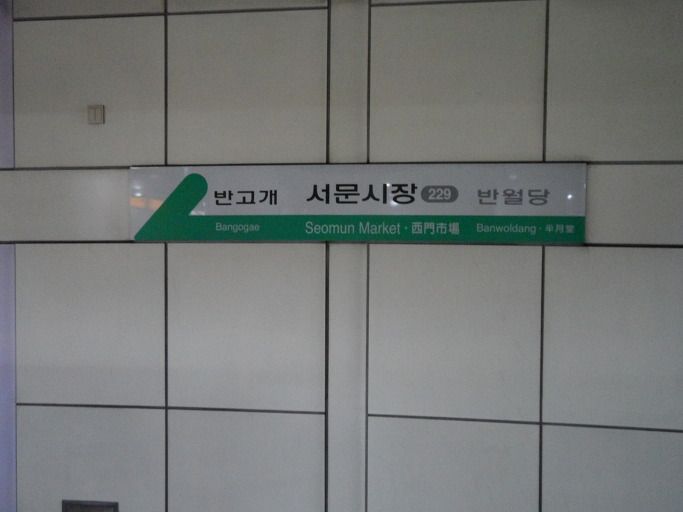 반고개 서문시장 229 반월당
Bangogae Seomun Market · 西門市場 Banwoldang · 半月堂